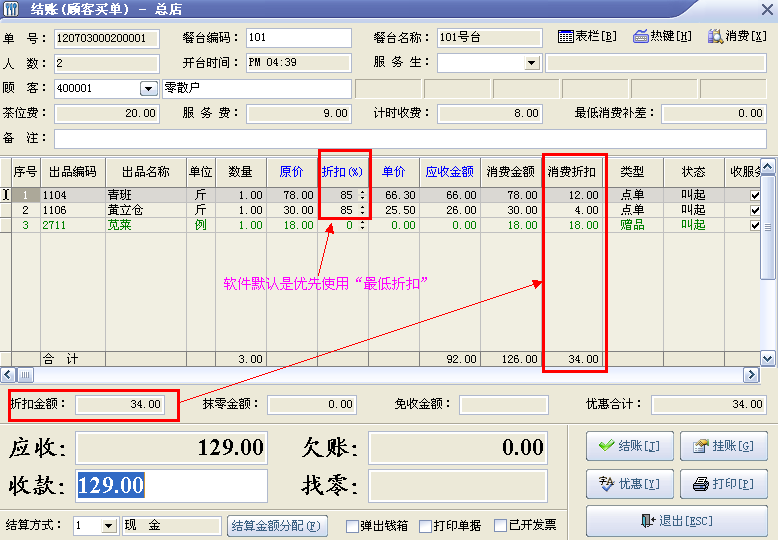 结账(顾客买单) - 总店
单 号: 120703000200001 餐台编码: 101 餐台名称: 101号台 表栏[B] 热键[H] 消费[X]
人 数: 2 开台时间: PM 04:39 服 务 生:
顾 客: 400001 零散户
茶位费: 20.00 服 务 费: 9.00 计时收费: 8.00 最低消费补差: 0.00
备 注:
序号 出品编码 出品名称 单位 数量 原价 折扣(%) 单价 应收金额 消费金额 消费折扣 类型 状态 收服务
1 1104 青班 斤 1.00 78.00 85 66.30 66.00 78.00 12.00 点单 叫起
2 1106 黄立仓 斤 1.00 30.00 85 25.50 26.00 30.00 4.00 点单 叫起
3 2711 苋菜 例 1.00 18.00 0 0.00 0.00 18.00 18.00 赠品 叫起
软件默认是优先使用“最低折扣”
合 计 3.00 92.00 126.00 34.00
折扣金额: 34.00 抹零金额: 0.00 免收金额: 优惠合计: 34.00
应收: 129.00 欠账: 0.00 结账[J] 挂账[G]
收款: 129.00 找零: 优惠[Y] 打印[P]
结算方式: 1 现 金 结算金额分配(F) 弹出钱箱 打印单据 已开发票 退出[ESC]